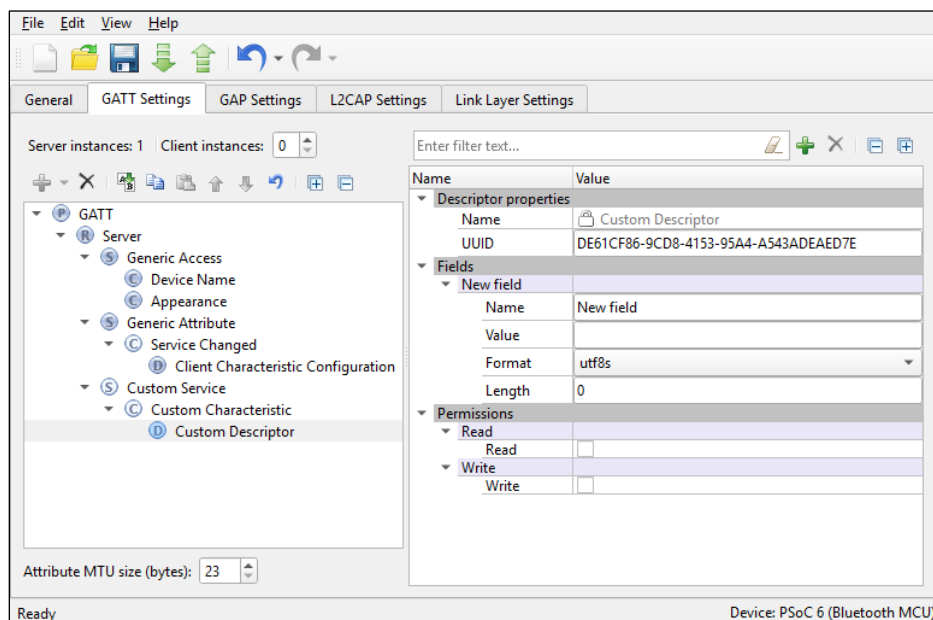 File Edit View Help
General GATT Settings GAP Settings L2CAP Settings Link Layer Settings
Server instances: 1 Client instances: 0
Enter filter text...
P GATT
R Server
S Generic Access
C Device Name
C Appearance
S Generic Attribute
C Service Changed
D Client Characteristic Configuration
S Custom Service
C Custom Characteristic
D Custom Descriptor
Attribute MTU size (bytes): 23
Name Value
Descriptor properties
Name Custom Descriptor
UUID DE61CF86-9CD8-4153-95A4-A543ADEAED7E
Fields
New field
Name New field
Value
Format utf8s
Length 0
Permissions
Read
Read
Write
Write
Ready Device: PSoC 6 (Bluetooth MCU)